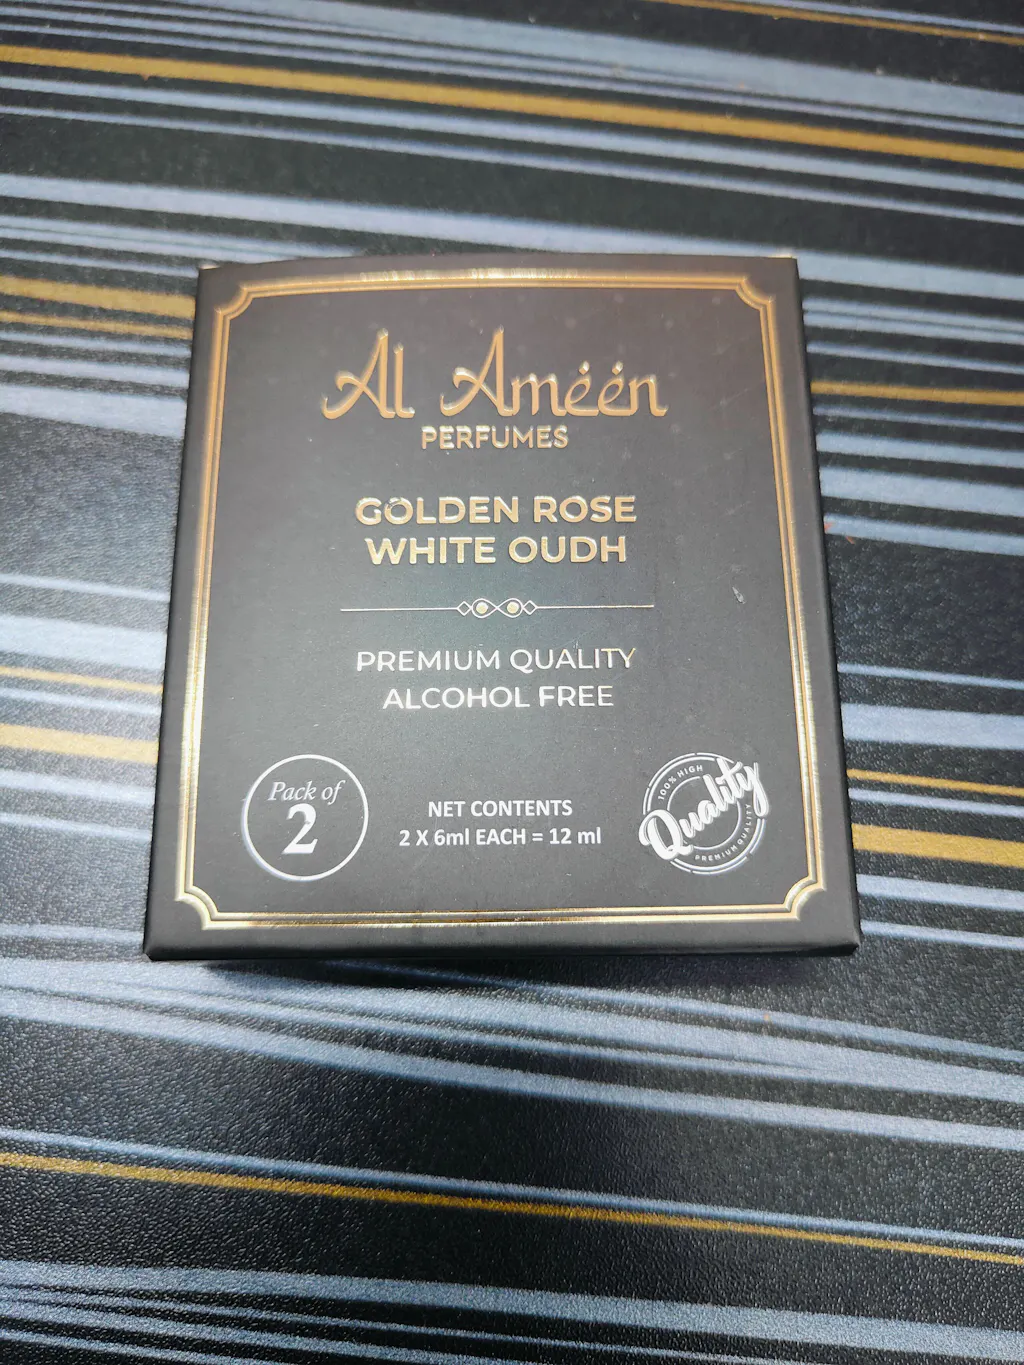 Al Améén
PERFUMES
GOLDEN ROSE
WHITE OUDH
PREMIUM QUALITY
ALCOHOL FREE
Pack of
2
NET CONTENTS
2 X 6ml EACH = 12 ml
100% HIGH
Quality
PREMIUM QUALITY